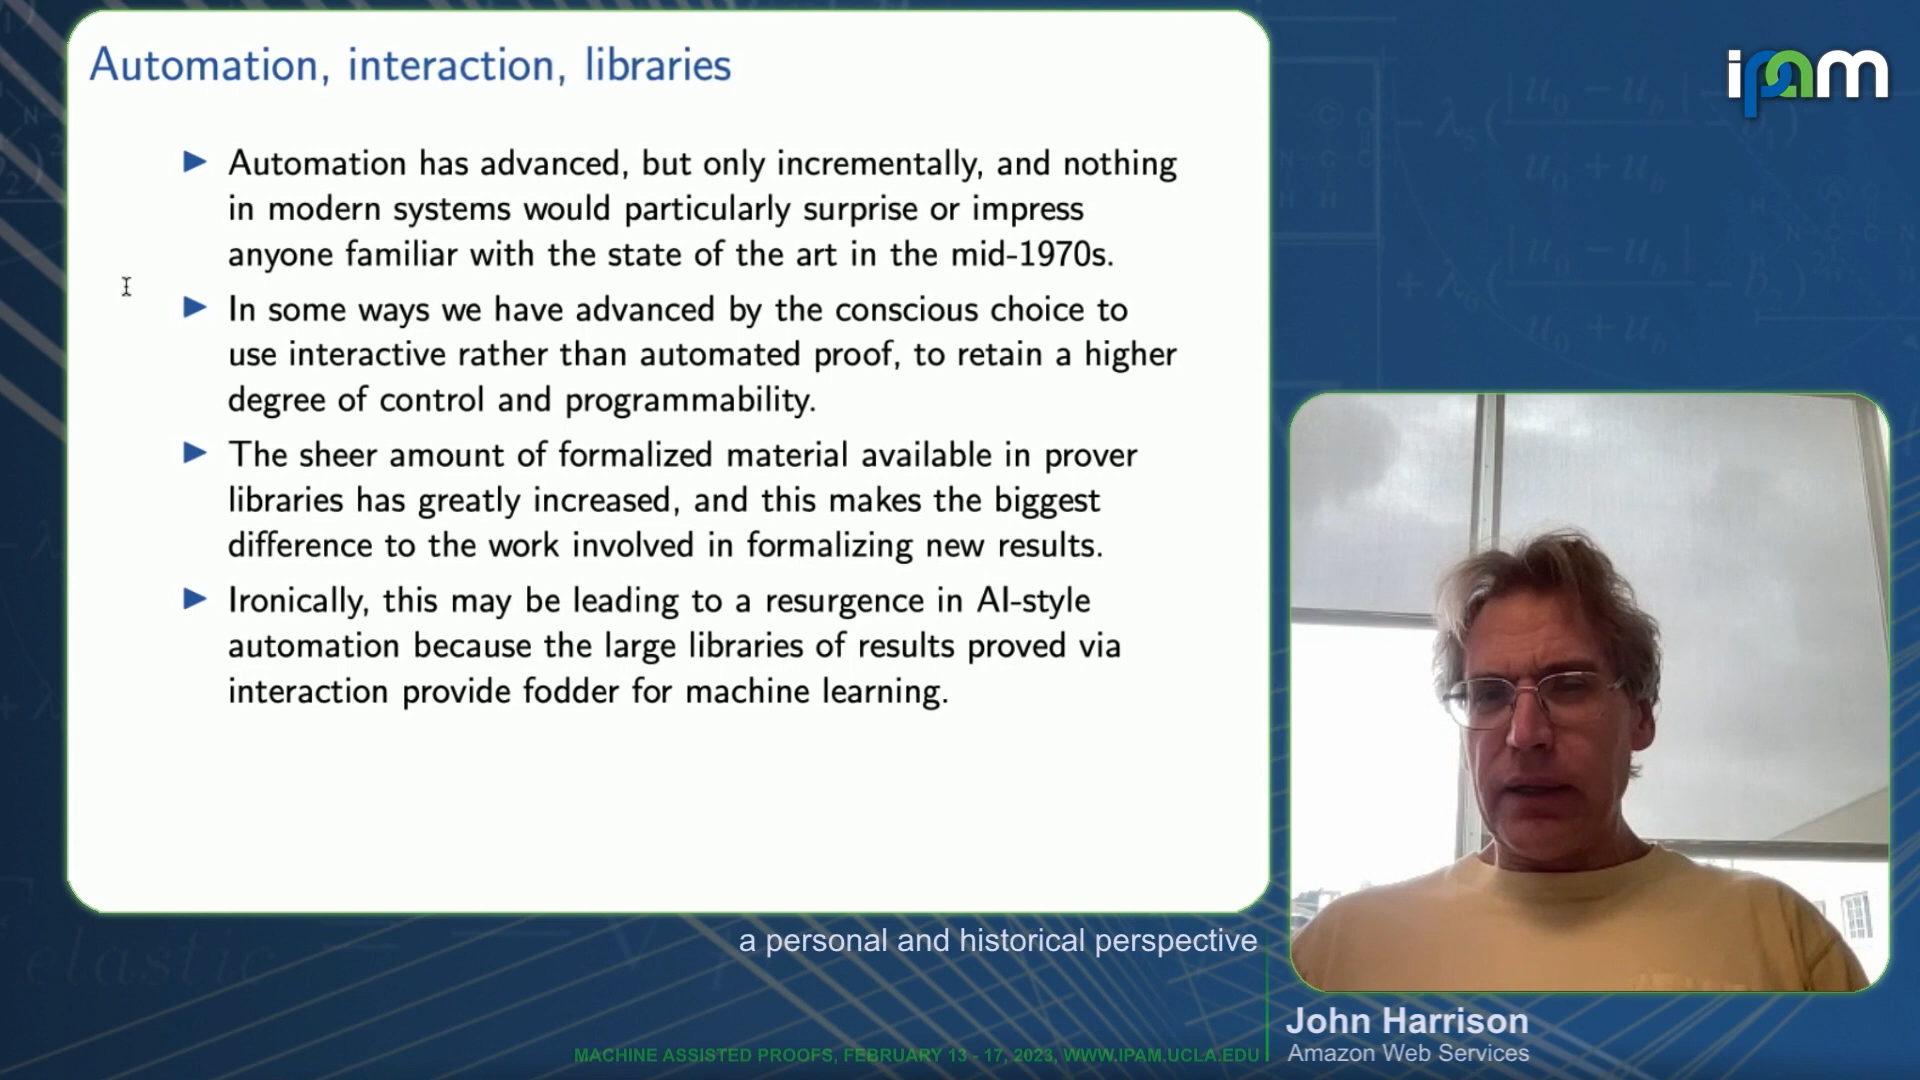 Automation, interaction, libraries
ipam
▶ Automation has advanced, but only incrementally, and nothing
in modern systems would particularly surprise or impress
anyone familiar with the state of the art in the mid-1970s.
▶ In some ways we have advanced by the conscious choice to
use interactive rather than automated proof, to retain a higher
degree of control and programmability.
▶ The sheer amount of formalized material available in prover
libraries has greatly increased, and this makes the biggest
difference to the work involved in formalizing new results.
▶ Ironically, this may be leading to a resurgence in AI-style
automation because the large libraries of results proved via
interaction provide fodder for machine learning.
a personal and historical perspective
elastic
John Harrison
Amazon Web Services
MACHINE ASSISTED PROOFS, FEBRUARY 13 - 17, 2023, WWW.IPAM.UCLA.EDU